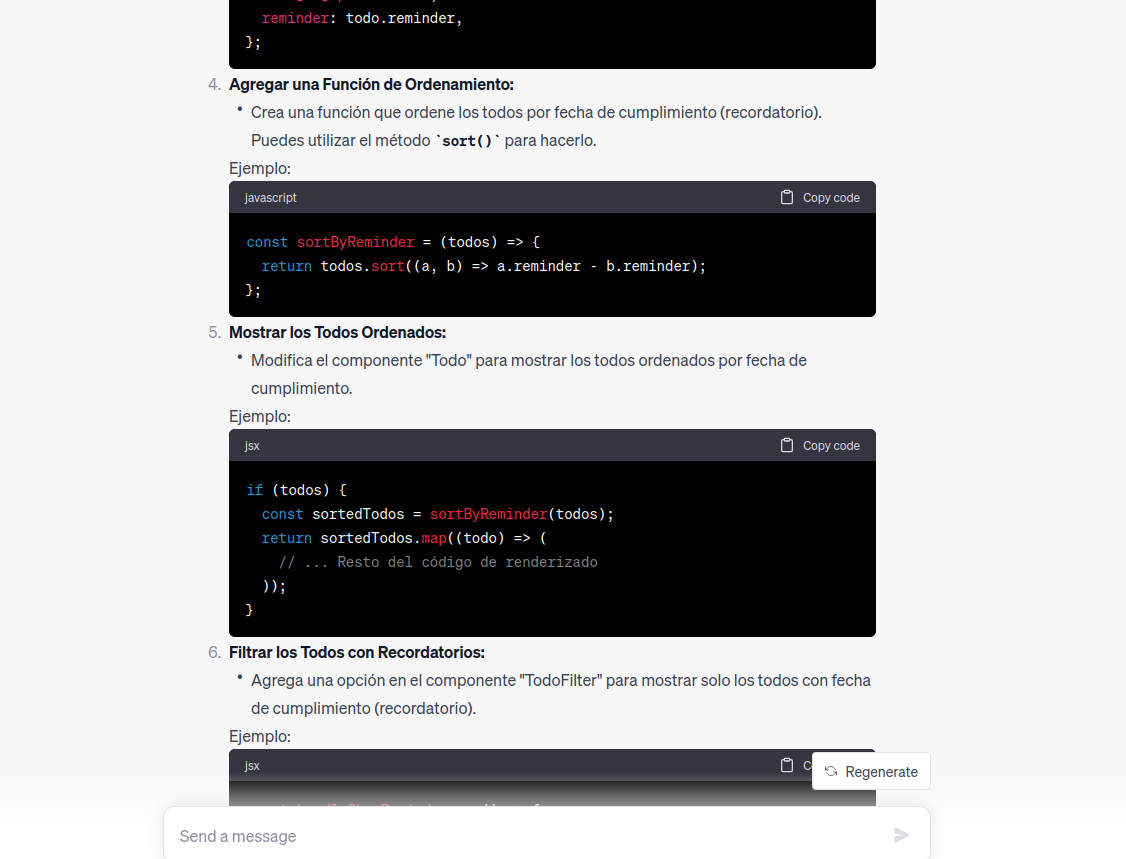 reminder: todo.reminder,
};
4. Agregar una Función de Ordenamiento:
• Crea una función que ordene los todos por fecha de cumplimiento (recordatorio).
Puedes utilizar el método `sort()` para hacerlo.
Ejemplo:
javascript Copy code
const sortByReminder = (todos) => {
  return todos.sort((a, b) => a.reminder - b.reminder);
};
5. Mostrar los Todos Ordenados:
• Modifica el componente "Todo" para mostrar los todos ordenados por fecha de
cumplimiento.
Ejemplo:
jsx Copy code
if (todos) {
  const sortedTodos = sortByReminder(todos);
  return sortedTodos.map((todo) => (
    // ... Resto del código de renderizado
  ));
}
6. Filtrar los Todos con Recordatorios:
• Agrega una opción en el componente "TodoFilter" para mostrar solo los todos con fecha
de cumplimiento (recordatorio).
Ejemplo:
jsx
Regenerate
Send a message